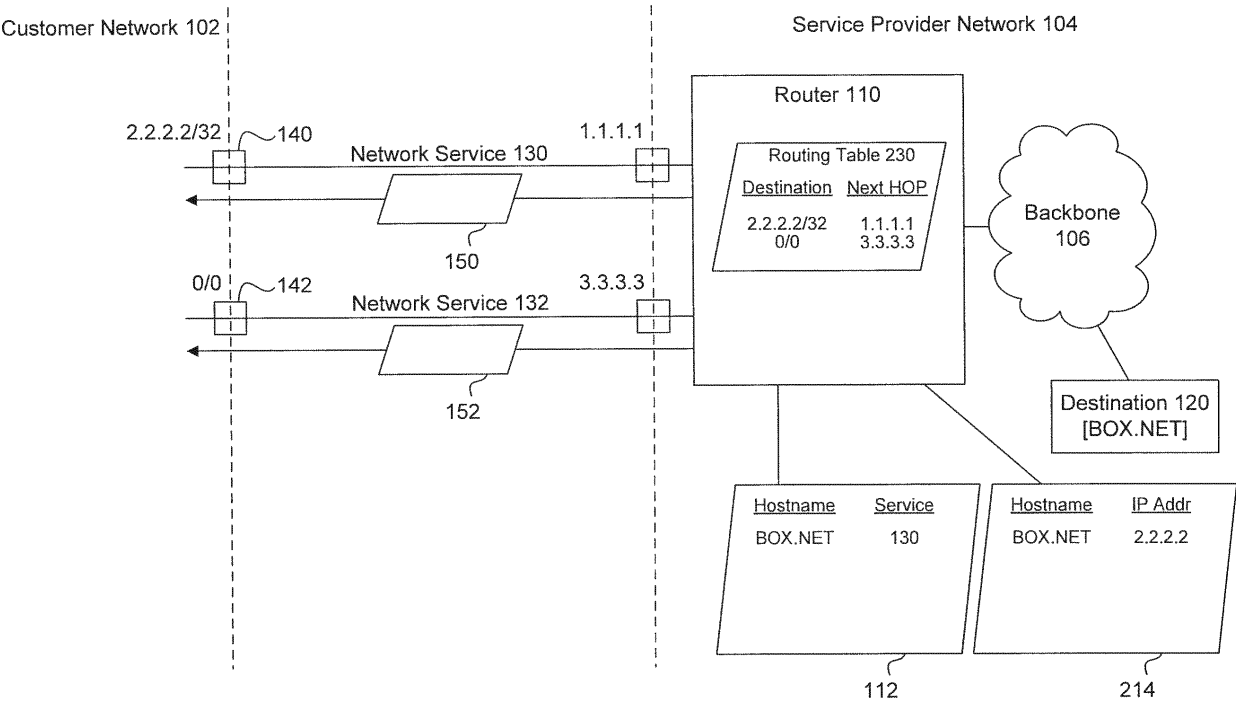 Customer Network 102
Service Provider Network 104
Router 110
2.2.2.2/32
140
1.1.1.1
Network Service 130
150
Routing Table 230
Destination Next HOP
2.2.2.2/32 1.1.1.1
0/0 3.3.3.3
Backbone
106
0/0
142
3.3.3.3
Network Service 132
152
Destination 120
[BOX.NET]
Hostname Service
BOX.NET 130
112
Hostname IP Addr
BOX.NET 2.2.2.2
214